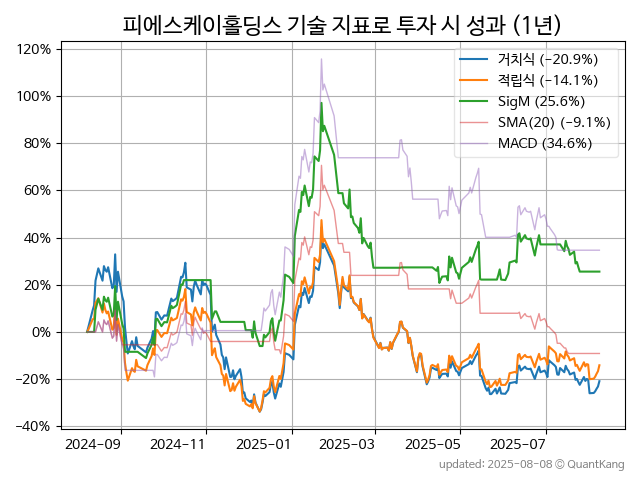 피에스케이홀딩스 기술 지표로 투자 시 성과 (1년)
120%
100%
80%
60%
40%
20%
0%
−20%
−40%
거치식 (−20.9%)
적립식 (−14.1%)
SigM (25.6%)
SMA(20) (−9.1%)
MACD (34.6%)
2024-09
2024-11
2025-01
2025-03
2025-05
2025-07
updated: 2025-08-08 © QuantKang